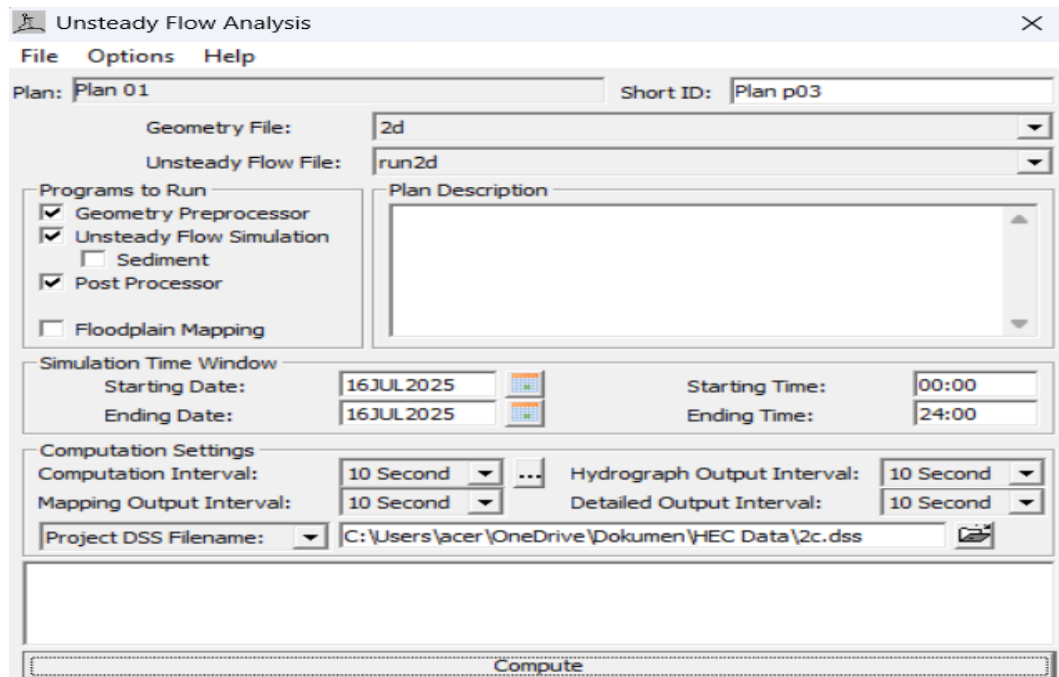 Unsteady Flow Analysis
File Options Help
Plan: Plan 01 Short ID: Plan p03
Geometry File: 2d
Unsteady Flow File: run2d
Programs to Run Plan Description
Geometry Preprocessor
Unsteady Flow Simulation
Sediment
Post Processor
Floodplain Mapping
Simulation Time Window
Starting Date: 16JUL2025 Starting Time: 00:00
Ending Date: 16JUL2025 Ending Time: 24:00
Computation Settings
Computation Interval: 10 Second ... Hydrograph Output Interval: 10 Second
Mapping Output Interval: 10 Second Detailed Output Interval: 10 Second
Project DSS Filename: C:\Users\acer\OneDrive\Dokumen\HEC Data\2c.dss
Compute